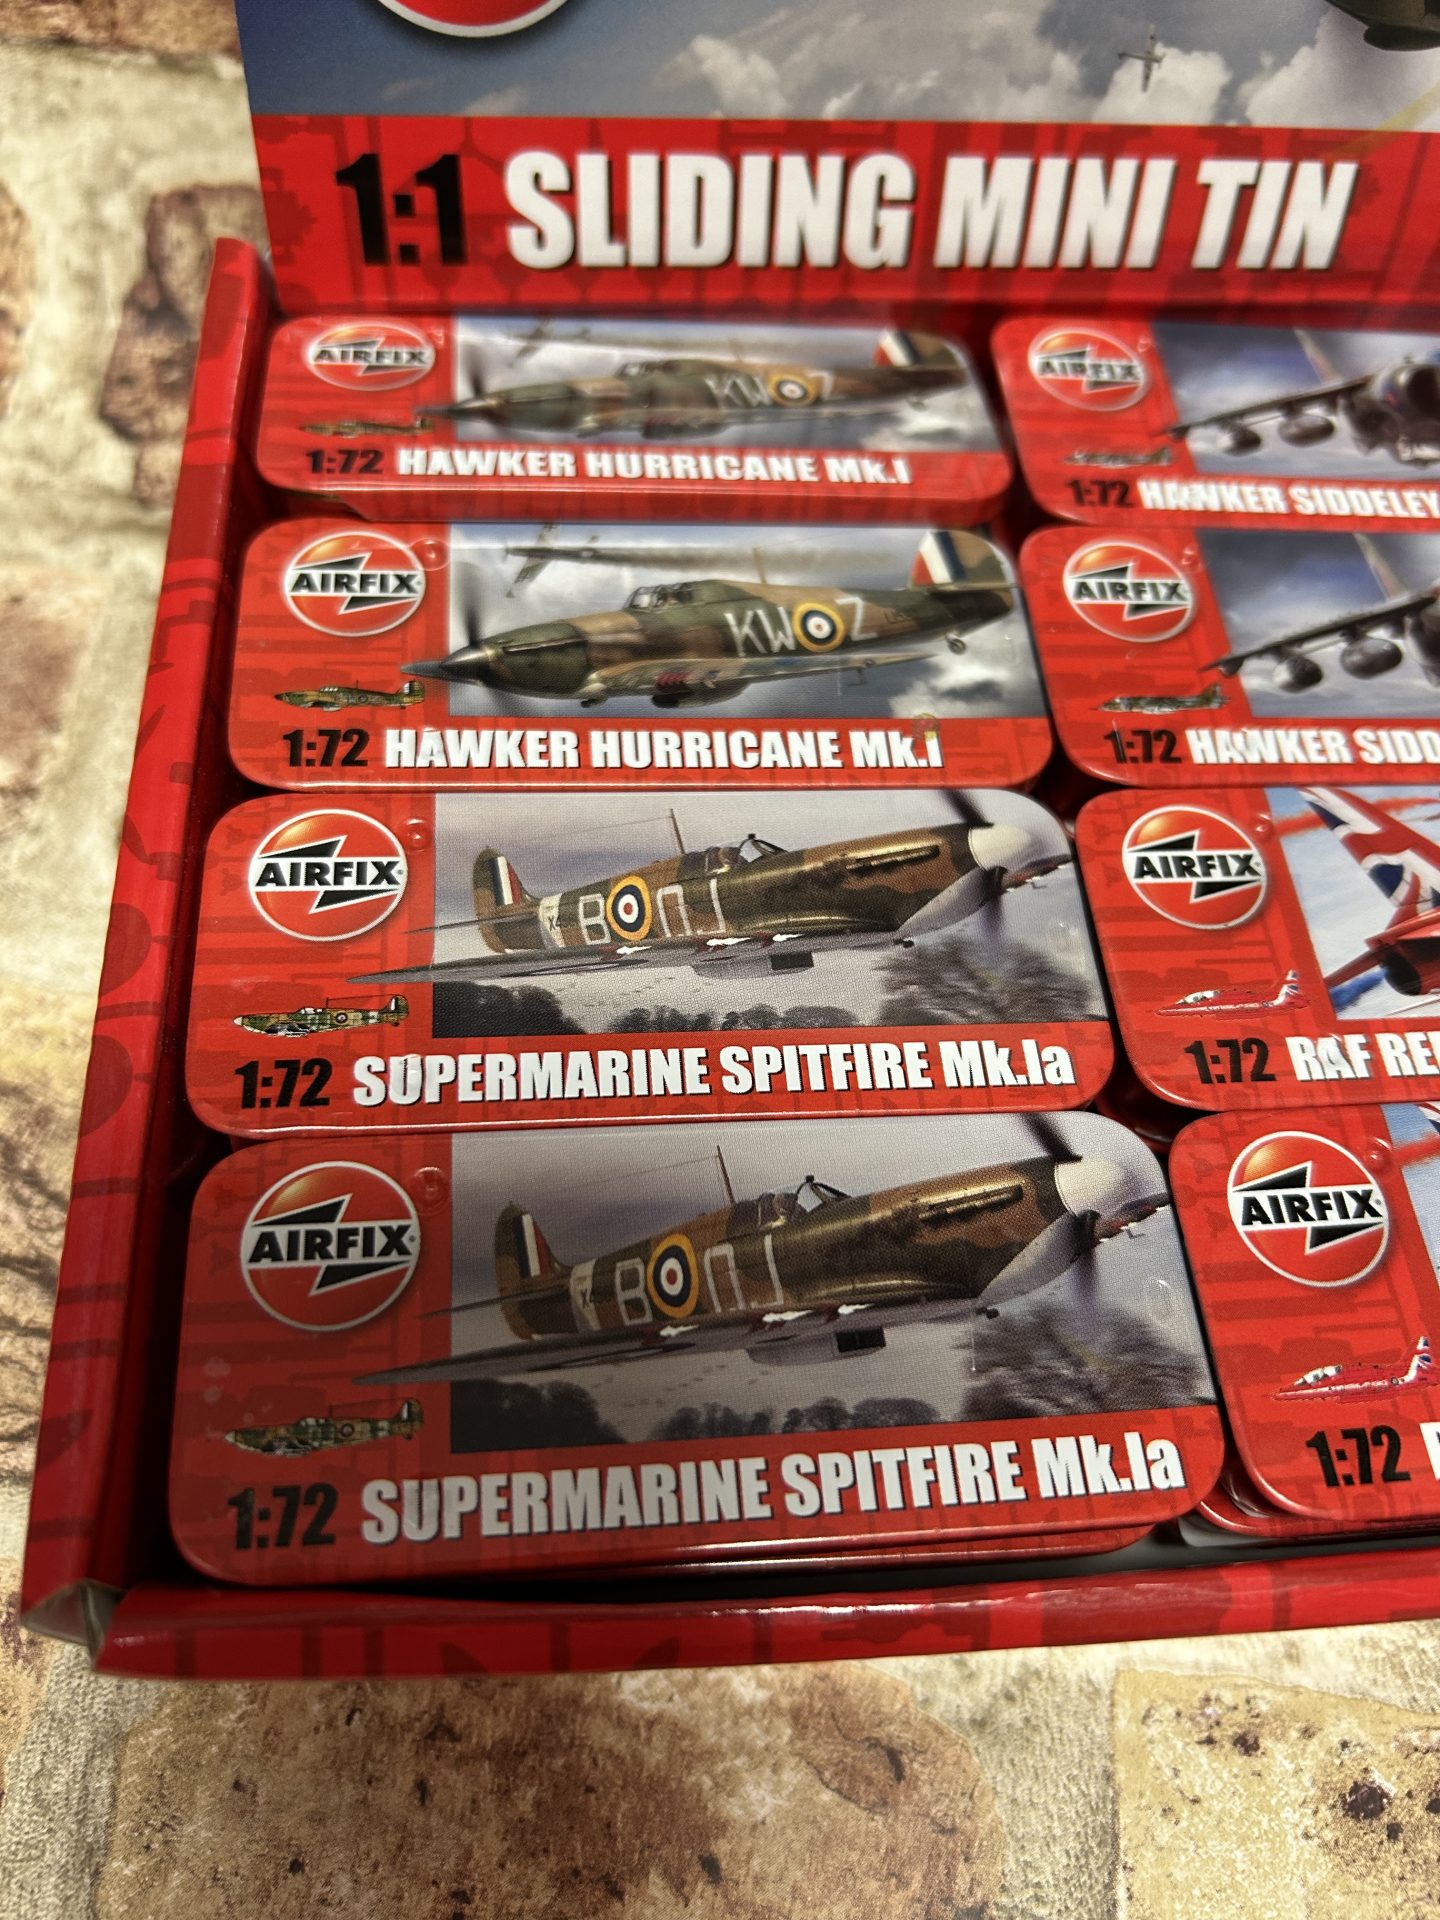 1:1 SLIDING MINI TIN
AIRFIX
1:72 HAWKER HURRICANE Mk.I
KW Z
AIRFIX
1:72 HAWKER SIDDELEY
AIRFIX
KW Z
1:72 HAWKER HURRICANE Mk.I
AIRFIX
1:72 HAWKER SIDD
AIRFIX
B
1:72 SUPERMARINE SPITFIRE Mk.Ia
AIRFIX
1:72 RAF RE
AIRFIX
B
1:72 SUPERMARINE SPITFIRE Mk.Ia
AIRFIX
1:72